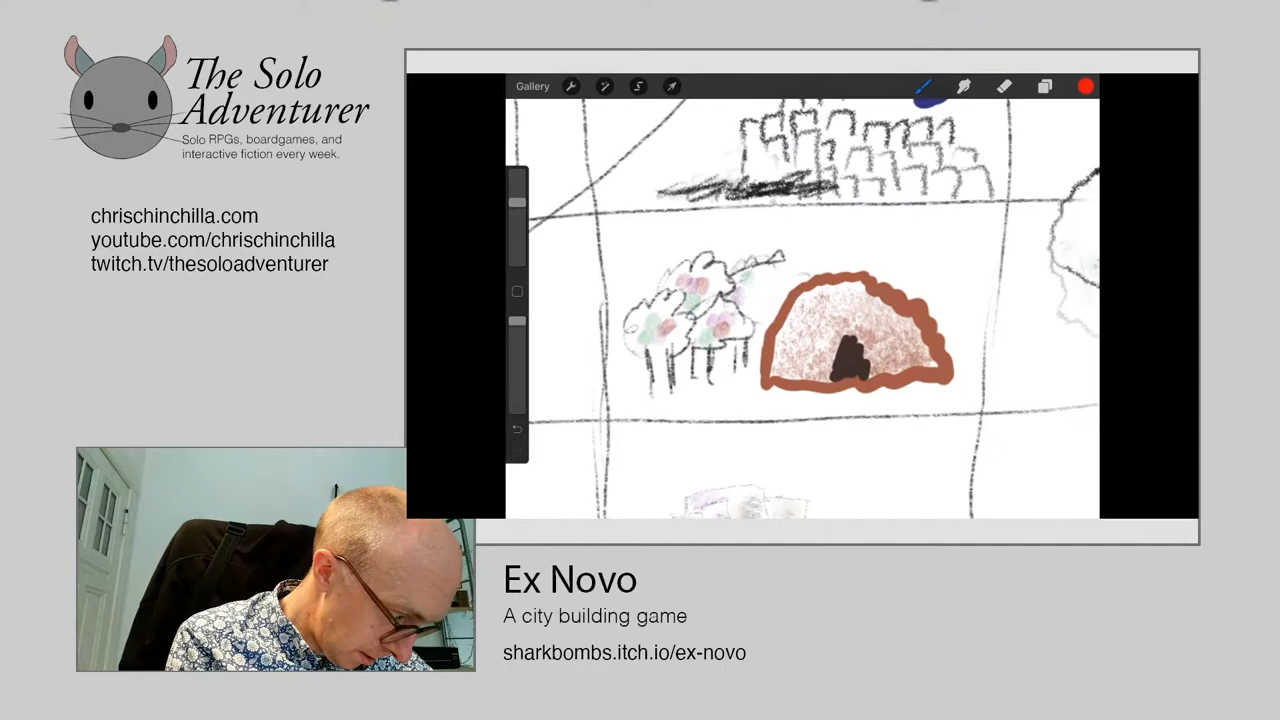 The Solo
Adventurer
Solo RPGs, boardgames, and
interactive fiction every week.
chrischinchilla.com
youtube.com/chrischinchilla
twitch.tv/thesoloadventurer
Gallery
Ex Novo
A city building game
sharkbombs.itch.io/ex-novo